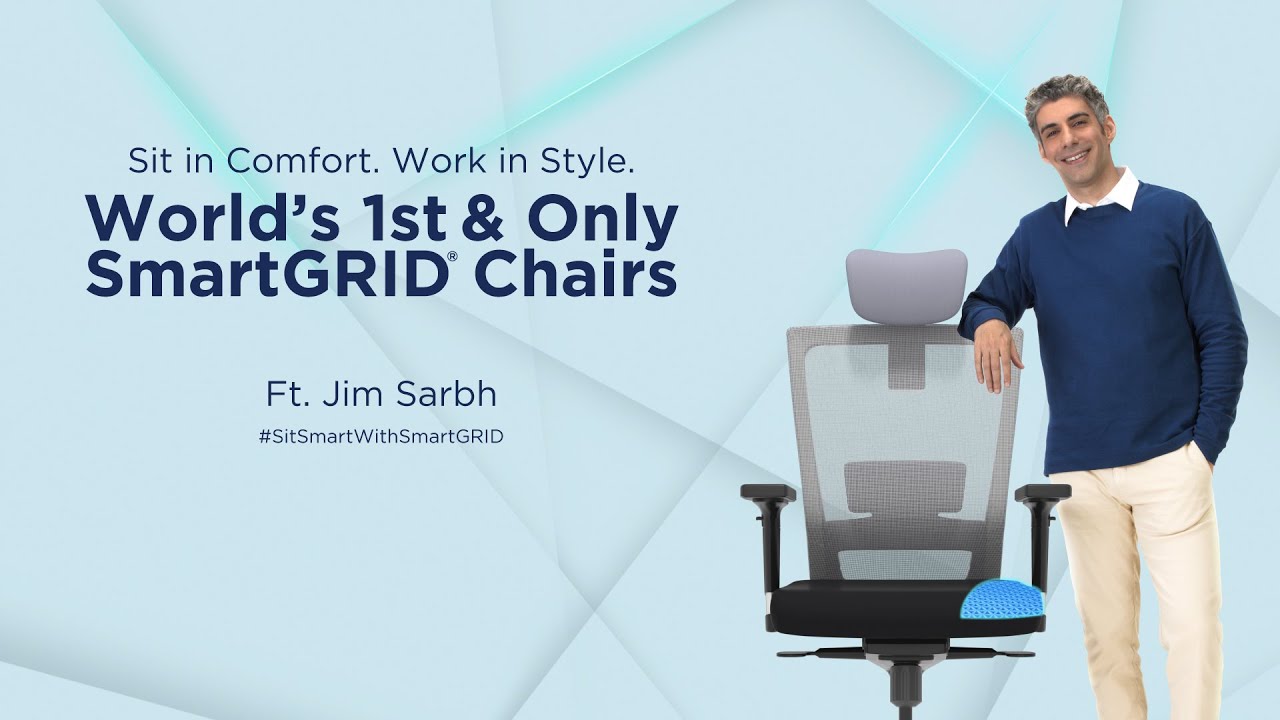 Sit in Comfort. Work in Style.
World's 1st & Only
SmartGRID® Chairs
Ft. Jim Sarbh
#SitSmartWithSmartGRID